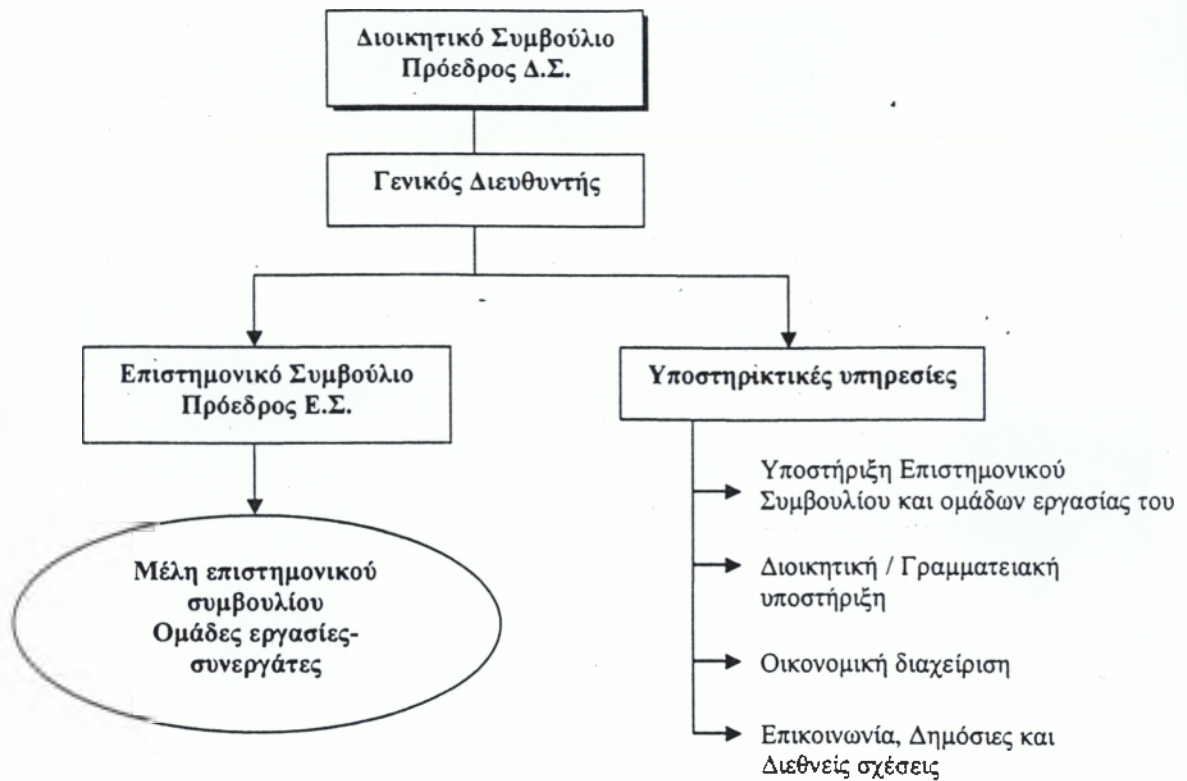 Διοικητικό Συμβούλιο
Πρόεδρος Δ.Σ.
Γενικός Διευθυντής
Επιστημονικό Συμβούλιο
Πρόεδρος Ε.Σ.
Υποστηρικτικές υπηρεσίες
Μέλη επιστημονικού
συμβουλίου
Ομάδες εργασίες-
συνεργάτες
Υποστήριξη Επιστημονικού
Συμβουλίου και ομάδων εργασίας του
Διοικητική / Γραμματειακή
υποστήριξη
Οικονομική διαχείριση
Επικοινωνία, Δημόσιες και
Διεθνείς σχέσεις